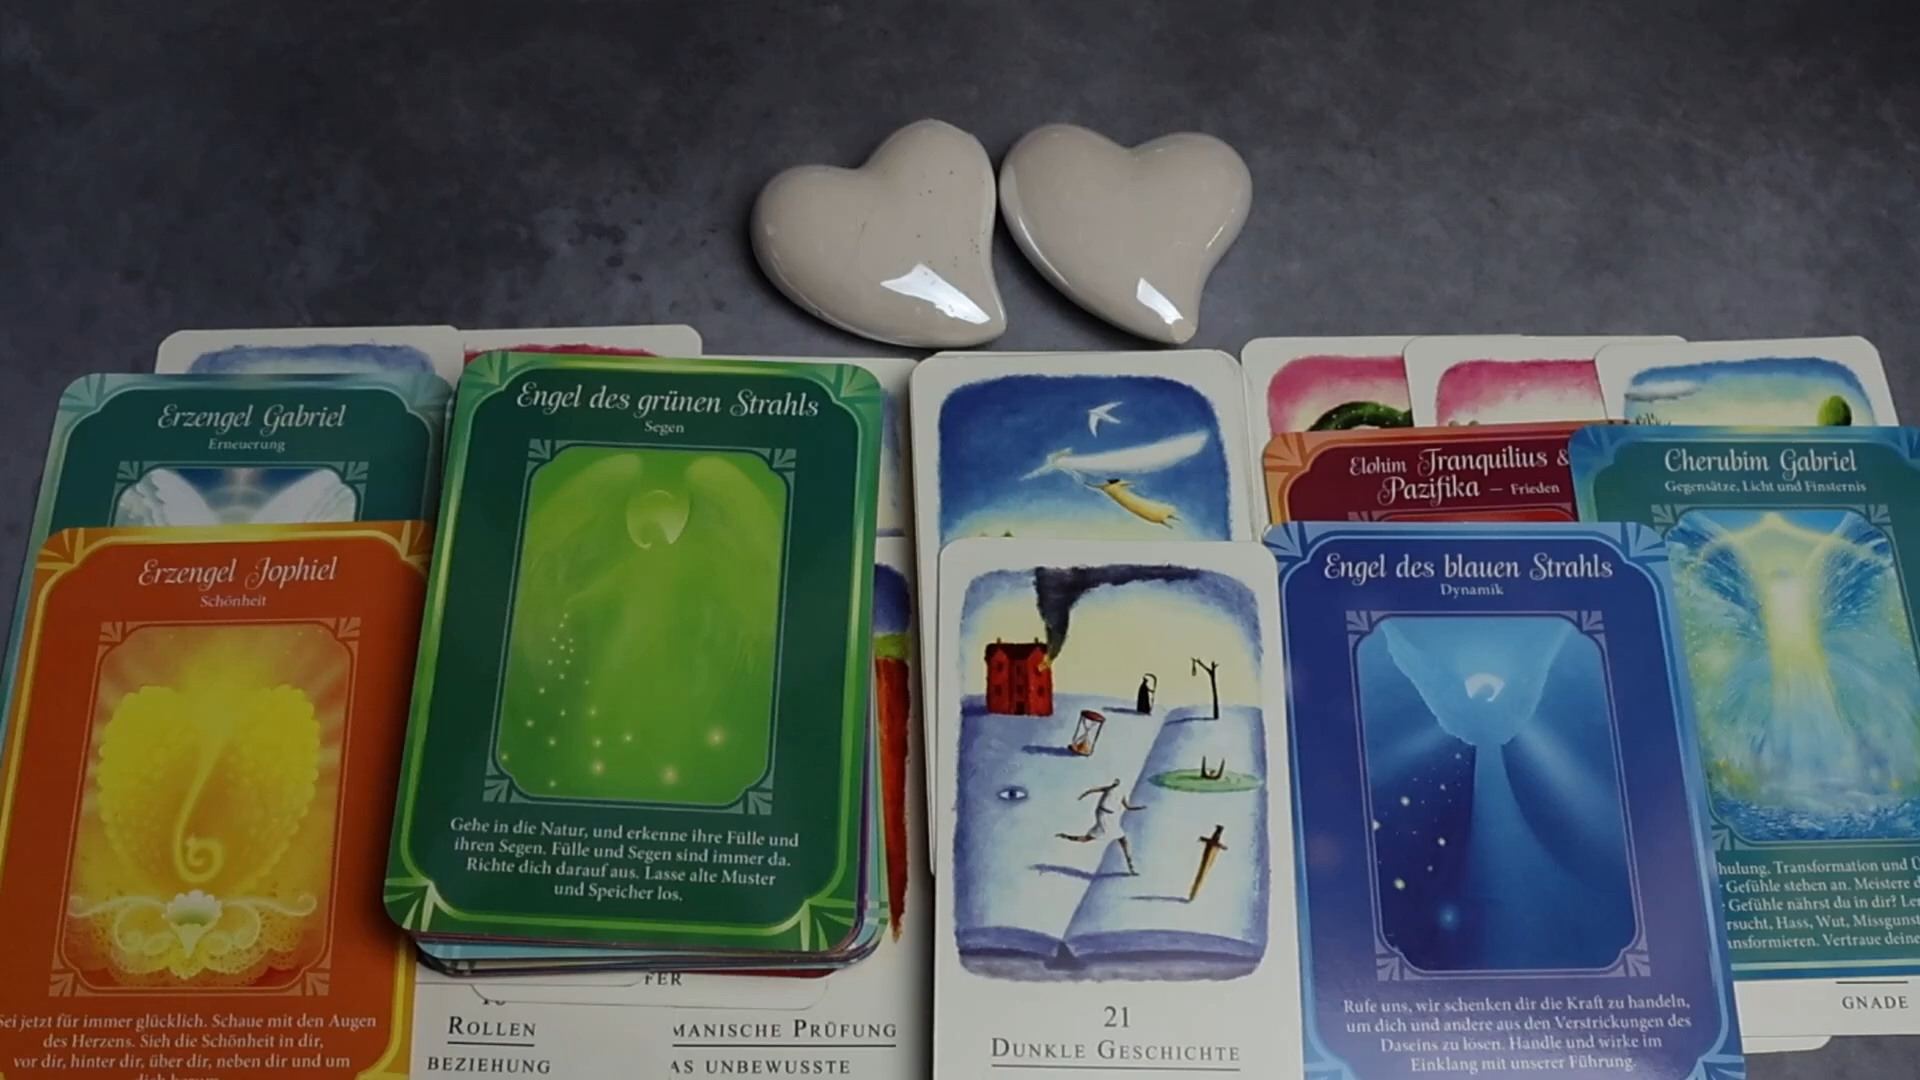 Erzengel Gabriel
Erneuerung
Erzengel Jophiel
Schönheit
Sei jetzt für immer glücklich. Schaue mit den Augen
des Herzens. Sieh die Schönheit in dir,
vor dir, hinter dir, über dir, neben dir und um
dich herum
Engel des grünen Strahls
Segen
Gehe in die Natur, und erkenne ihre Fülle und
ihren Segen. Fülle und Segen sind immer da.
Richte dich darauf aus. Lasse alte Muster
und Speicher los.
FER
ROLLEN
BEZIEHUNG
MANISCHE PRÜFUNG
AS UNBEWUSSTE
21
DUNKLE GESCHICHTE
Elohim Tranquilius &
Pazifika – Frieden
Engel des blauen Strahls
Dynamik
Rufe uns, wir schenken dir die Kraft zu handeln,
um dich und andere aus den Verstrickungen des
Daseins zu lösen. Handle und wirke im
Einklang mit unserer Führung.
Cherubim Gabriel
Gegensätze, Licht und Finsternis
hulung. Transformation und Ü
Gefühle stehen an. Meistere d
Gefühle nährst du in dir? Ler
rsucht, Hass, Wut, Missgunst
ansformieren. Vertraue deine
GNADE